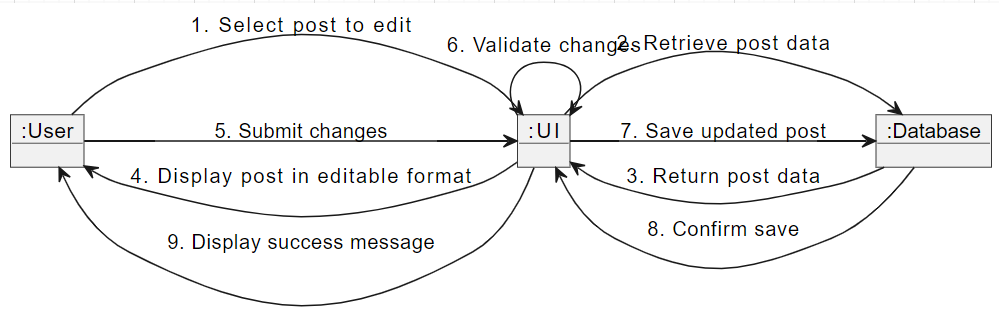 1. Select post to edit
6. Validate changes
2. Retrieve post data
:User
5. Submit changes
:UI
7. Save updated post
:Database
4. Display post in editable format
3. Return post data
9. Display success message
8. Confirm save